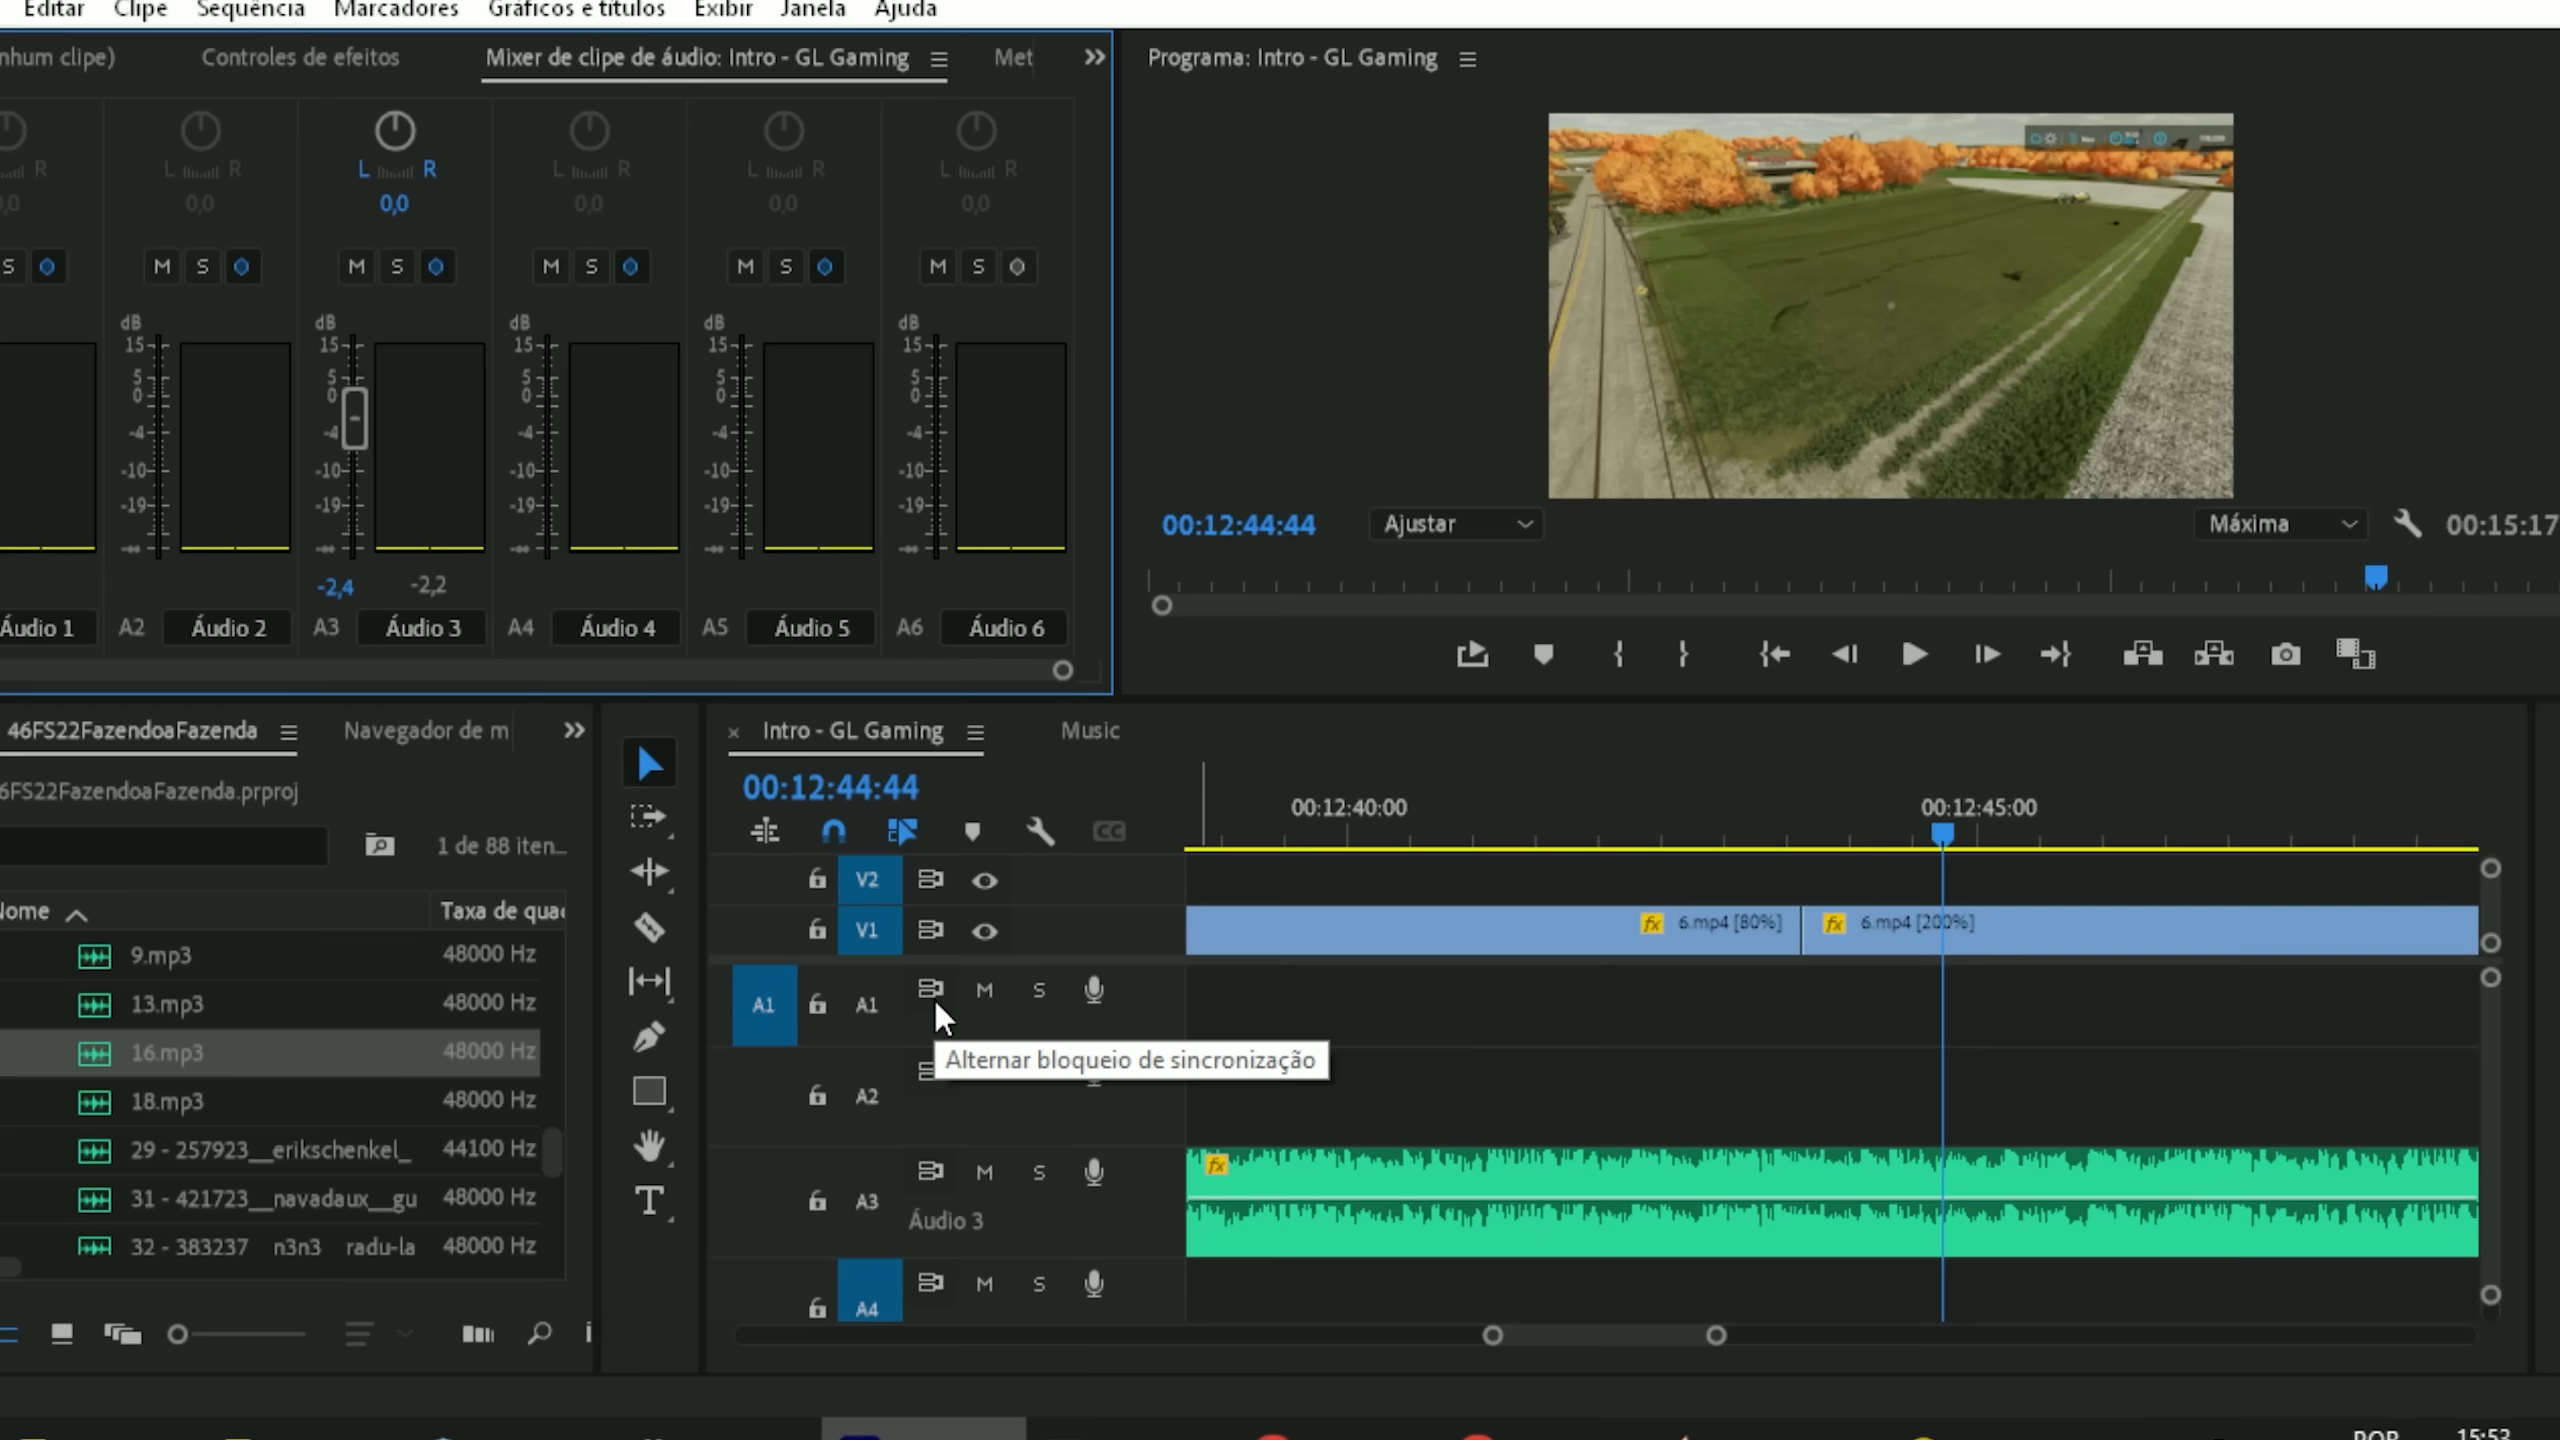 Editar Clipe Sequência Marcadores Gráficos e títulos Exibir Janela Ajuda
nhum clipe) Controles de efeitos Mixer de clipe de áudio: Intro - GL Gaming Met
Programa: Intro - GL Gaming
L R L R L R L R L R
0,0 0,0 0,0 0,0 0,0
S M S M S M S M S M S
dB dB dB dB dB
15 15 15 15 15
5 5 5 5 5
0 0 0 0 0
-4 -4 -4 -4 -4
-10 -10 -10 -10 -10
-19 -19 -19 -19 -19
-∞ -∞ -∞ -∞ -∞
-2,4 -2,2
Áudio 1 A2 Áudio 2 A3 Áudio 3 A4 Áudio 4 A5 Áudio 5 A6 Áudio 6
00:12:44:44 Ajustar Máxima 00:15:17
46FS22FazendoaFazenda Navegador de m
6FS22FazendoaFazenda.prproj
1 de 88 iten...
Nome Taxa de qua
9.mp3 48000 Hz
13.mp3 48000 Hz
16.mp3 48000 Hz
18.mp3 48000 Hz
29 - 257923__erikschenkel_ 44100 Hz
31 - 421723__navadaux__gu 48000 Hz
32 - 383237 n3n3 radu-la 48000 Hz
T
× Intro - GL Gaming Music
00:12:44:44
CC
00:12:40:00 00:12:45:00
V2
V1 fx 6.mp4 [80%] fx 6.mp4 [200%]
A1 A1 M S
Alternar bloqueio de sincronização
A2
A3 M S fx
Áudio 3
A4 M S
POR 15:53